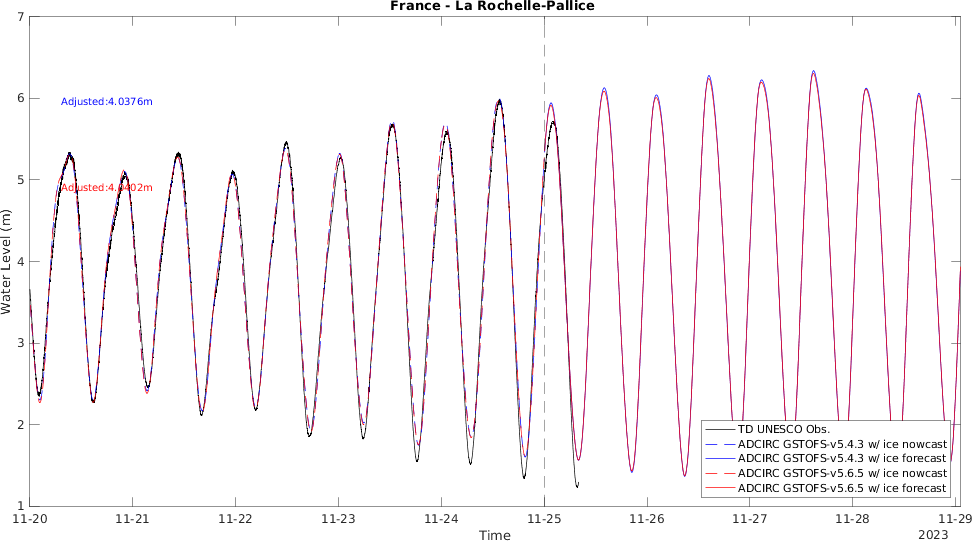 France - La Rochelle-Pallice
7
6
5
4
3
2
1
Water Level (m)
Adjusted:4.0376m
Adjusted:4.0402m
TD UNESCO Obs.
ADCIRC GSTOFS-v5.4.3 w/ ice nowcast
ADCIRC GSTOFS-v5.4.3 w/ ice forecast
ADCIRC GSTOFS-v5.6.5 w/ ice nowcast
ADCIRC GSTOFS-v5.6.5 w/ ice forecast
11-20 11-21 11-22 11-23 11-24 11-25 11-26 11-27 11-28 11-29
Time
2023